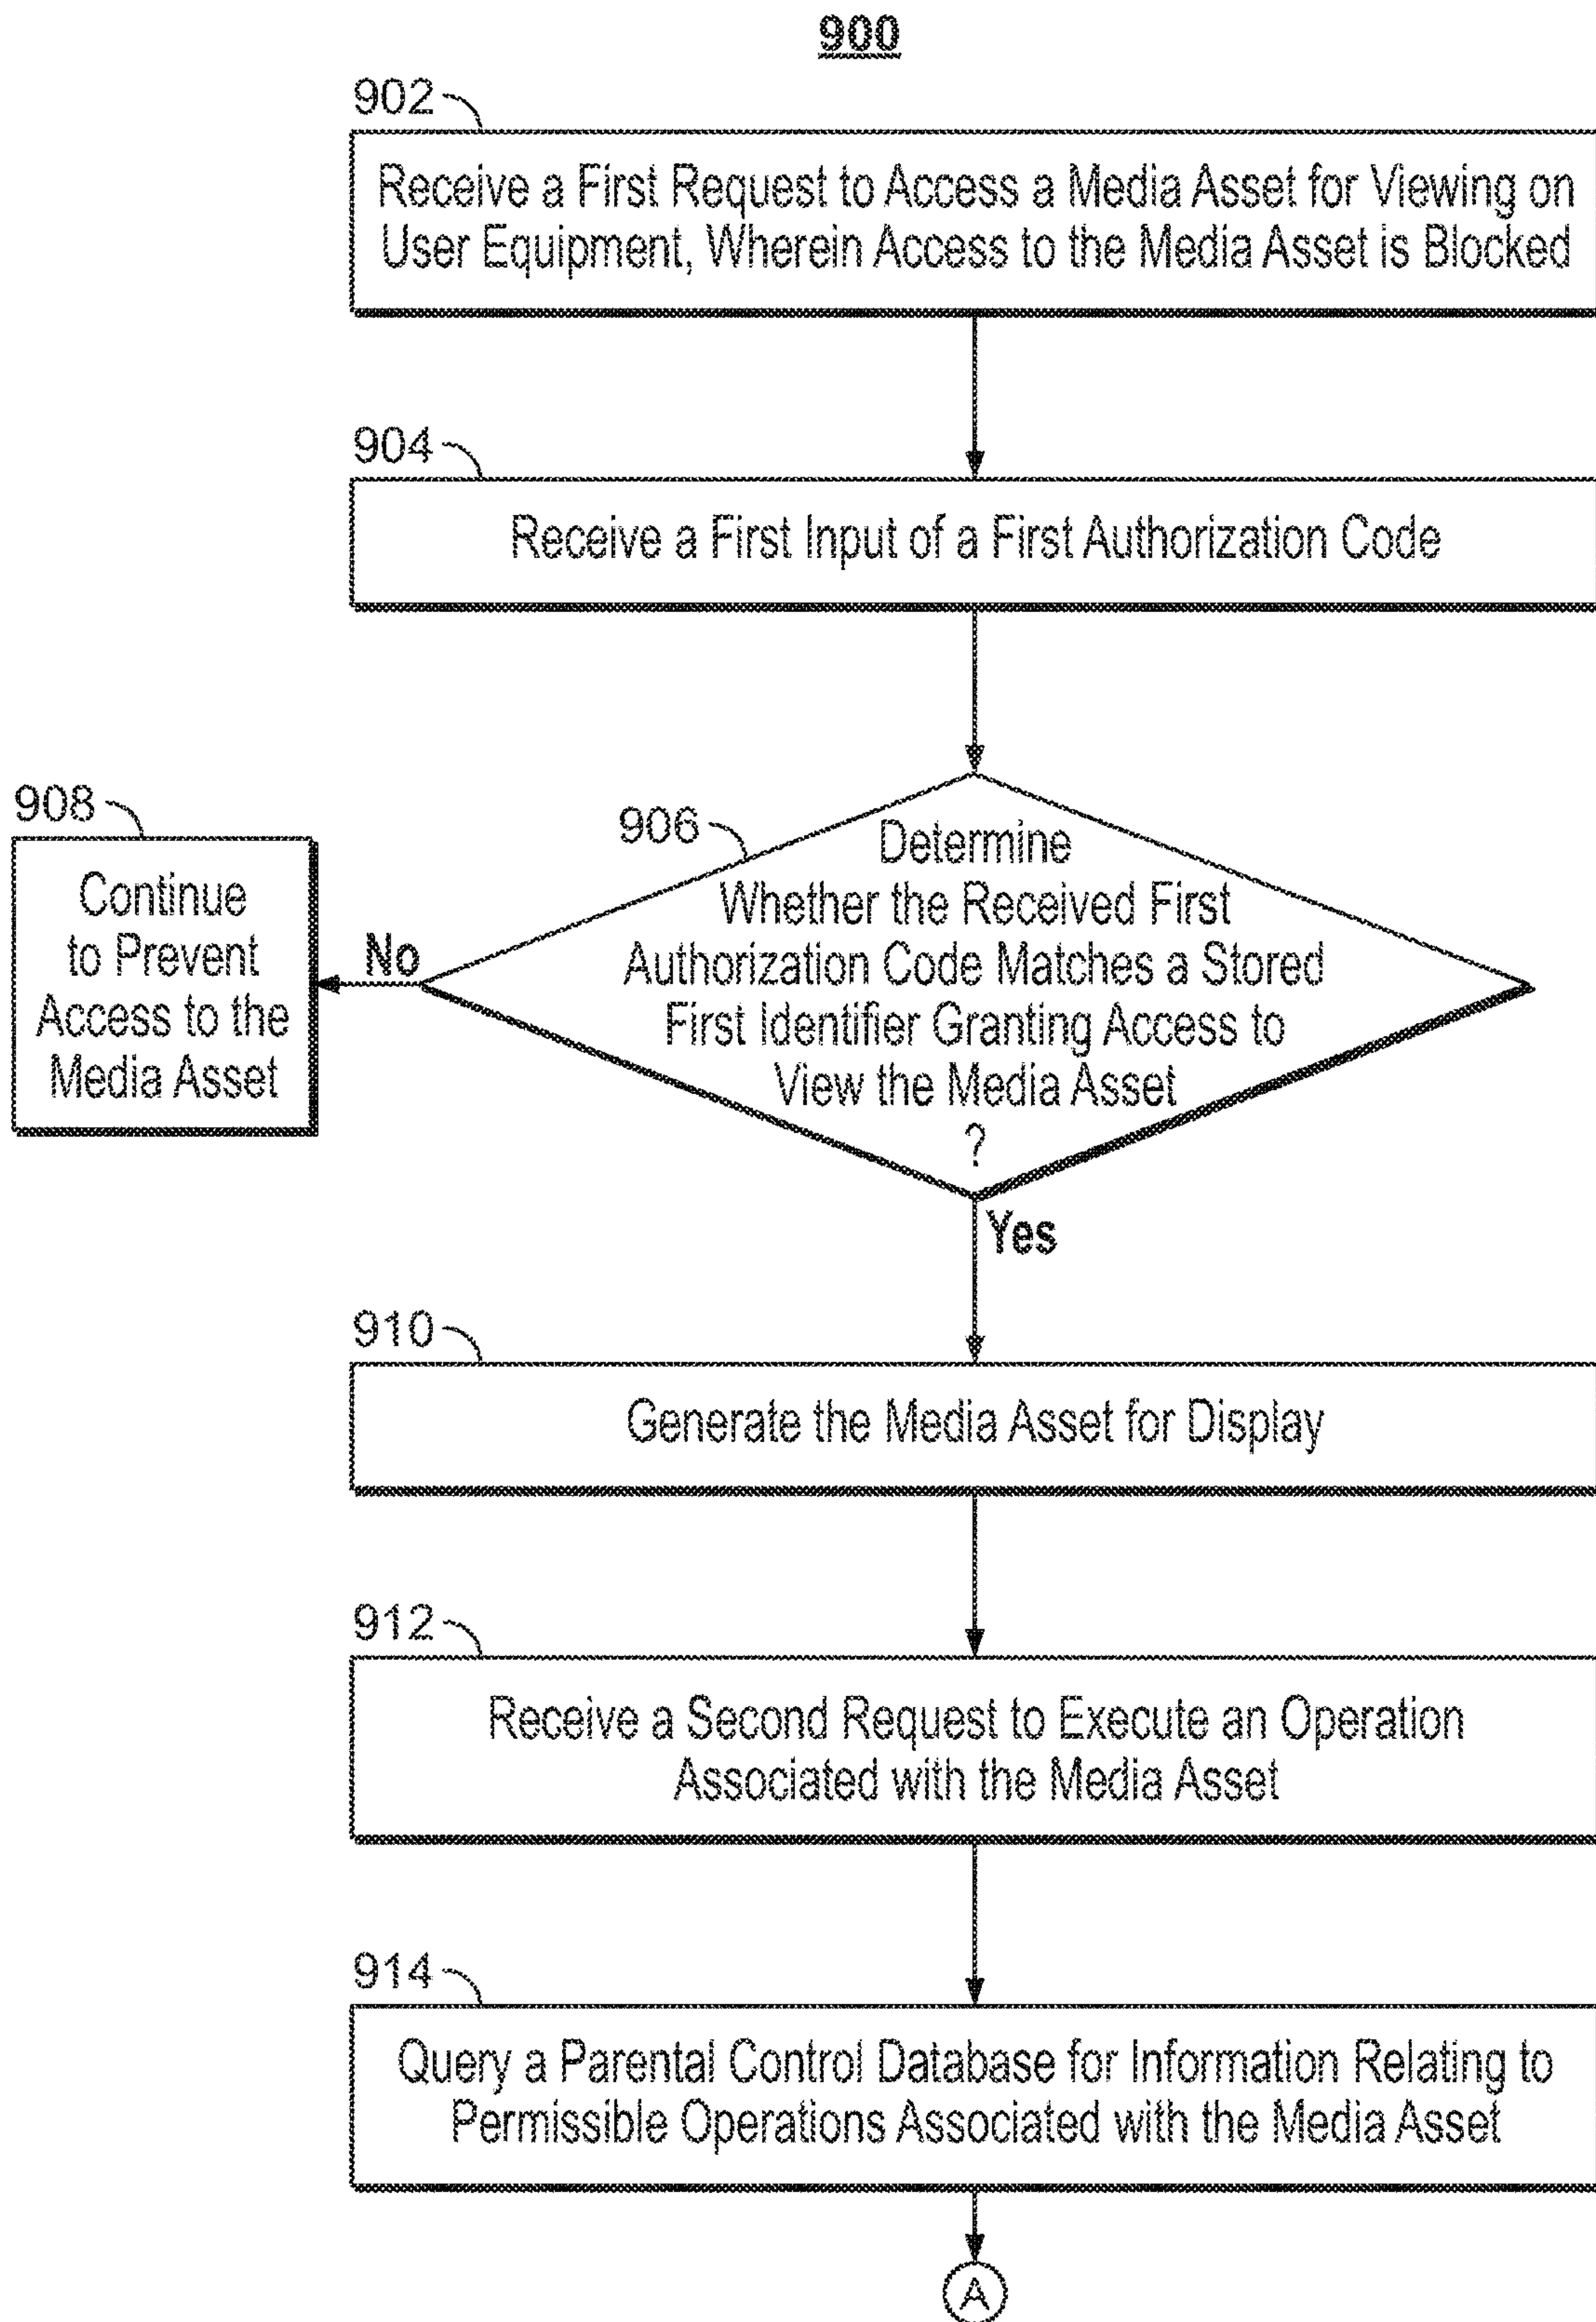 900
902
Receive a First Request to Access a Media Asset for Viewing on
User Equipment, Wherein Access to the Media Asset is Blocked
904
Receive a First Input of a First Authorization Code
906
Determine
Whether the Received First
Authorization Code Matches a Stored
First Identifier Granting Access to
View the Media Asset
?
No
908
Continue
to Prevent
Access to the
Media Asset
Yes
910
Generate the Media Asset for Display
912
Receive a Second Request to Execute an Operation
Associated with the Media Asset
914
Query a Parental Control Database for Information Relating to
Permissible Operations Associated with the Media Asset
A